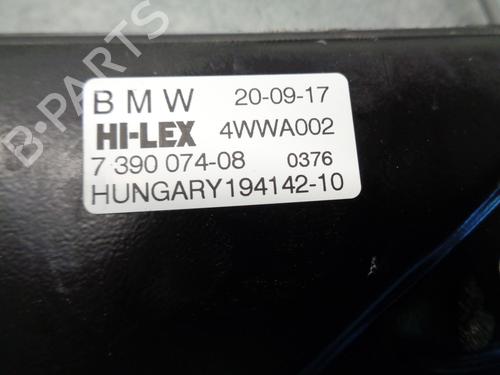 B-PARTS
BMW 20-09-17
HI-LEX 4WWA002
7 390 074-08 0376
HUNGARY194142-10